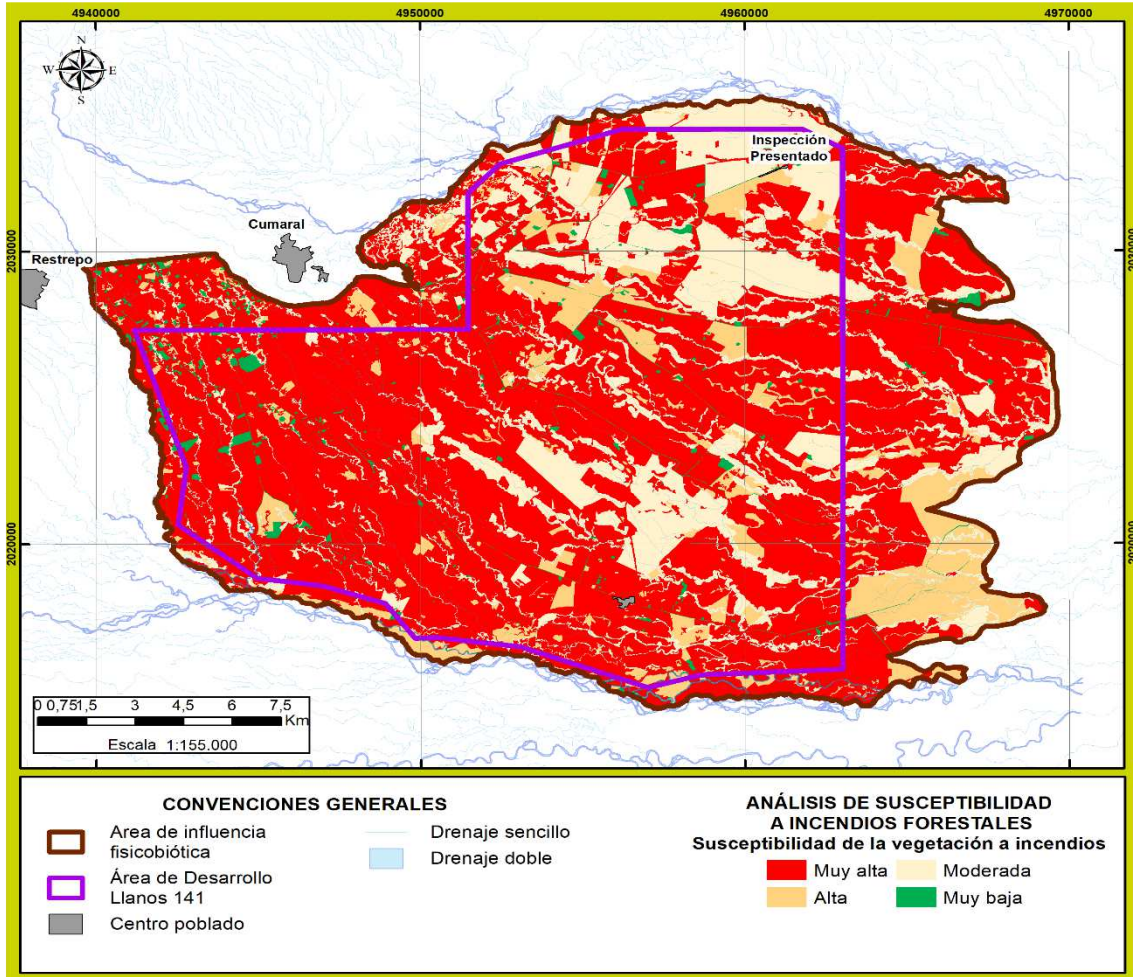 4940000 4950000 4960000 4970000
N
W E
S
Inspección
Presentado
Cumaral
Restrepo
2030000 2030000
2020000 2020000
0 0,75 1,5 3 4,5 6 7,5
Km
Escala 1:155.000
CONVENCIONES GENERALES
Area de influencia
fisicobiótica
Área de Desarrollo
Llanos 141
Centro poblado
Drenaje sencillo
Drenaje doble
ANÁLISIS DE SUSCEPTIBILIDAD
A INCENDIOS FORESTALES
Susceptibilidad de la vegetación a incendios
Muy alta Moderada
Alta Muy baja